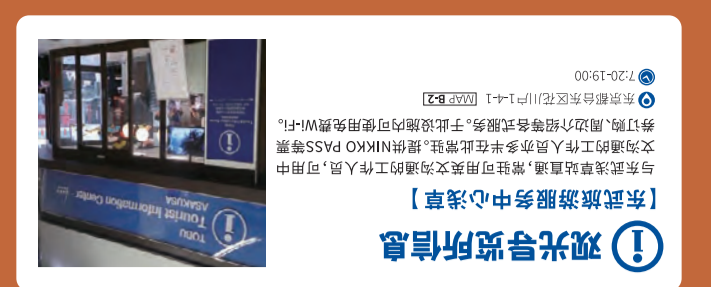 观光导览所信息
【东武旅游服务中心浅草】
与东武浅草站直通，常驻可用英文沟通的工作人员，可用中
文沟通的工作人员亦多半在此常驻。提供NIKKO PASS等票
券订购、周边介绍等各式服务。于此设施内可使用免费Wi-Fi。
东京都台东区花川户1-4-1 MAP B-2
7:20-19:00
TOBU
Tourist Information Center
ASAKUSA